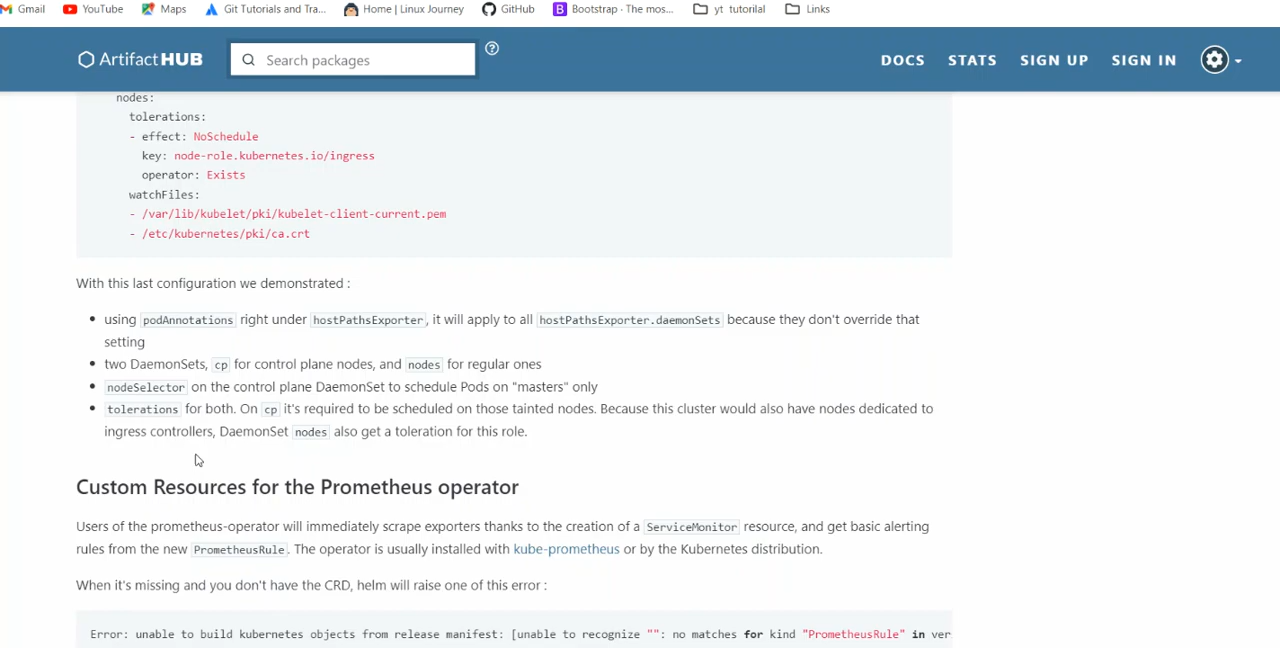 Gmail YouTube Maps Git Tutorials and Tra... Home | Linux Journey GitHub Bootstrap · The mos... yt tutorilal Links
ArtifactHUB Search packages ? DOCS STATS SIGN UP SIGN IN
nodes:
tolerations:
- effect: NoSchedule
key: node-role.kubernetes.io/ingress
operator: Exists
watchFiles:
- /var/lib/kubelet/pki/kubelet-client-current.pem
- /etc/kubernetes/pki/ca.crt
With this last configuration we demonstrated :
using podAnnotations right under hostPathsExporter, it will apply to all hostPathsExporter.daemonSets because they don't override that
setting
two DaemonSets, cp for control plane nodes, and nodes for regular ones
nodeSelector on the control plane DaemonSet to schedule Pods on "masters" only
tolerations for both. On cp it's required to be scheduled on those tainted nodes. Because this cluster would also have nodes dedicated to
ingress controllers, DaemonSet nodes also get a toleration for this role.
Custom Resources for the Prometheus operator
Users of the prometheus-operator will immediately scrape exporters thanks to the creation of a ServiceMonitor resource, and get basic alerting
rules from the new PrometheusRule. The operator is usually installed with kube-prometheus or by the Kubernetes distribution.
When it's missing and you don't have the CRD, helm will raise one of this error :
Error: unable to build kubernetes objects from release manifest: [unable to recognize "": no matches for kind "PrometheusRule" in ver